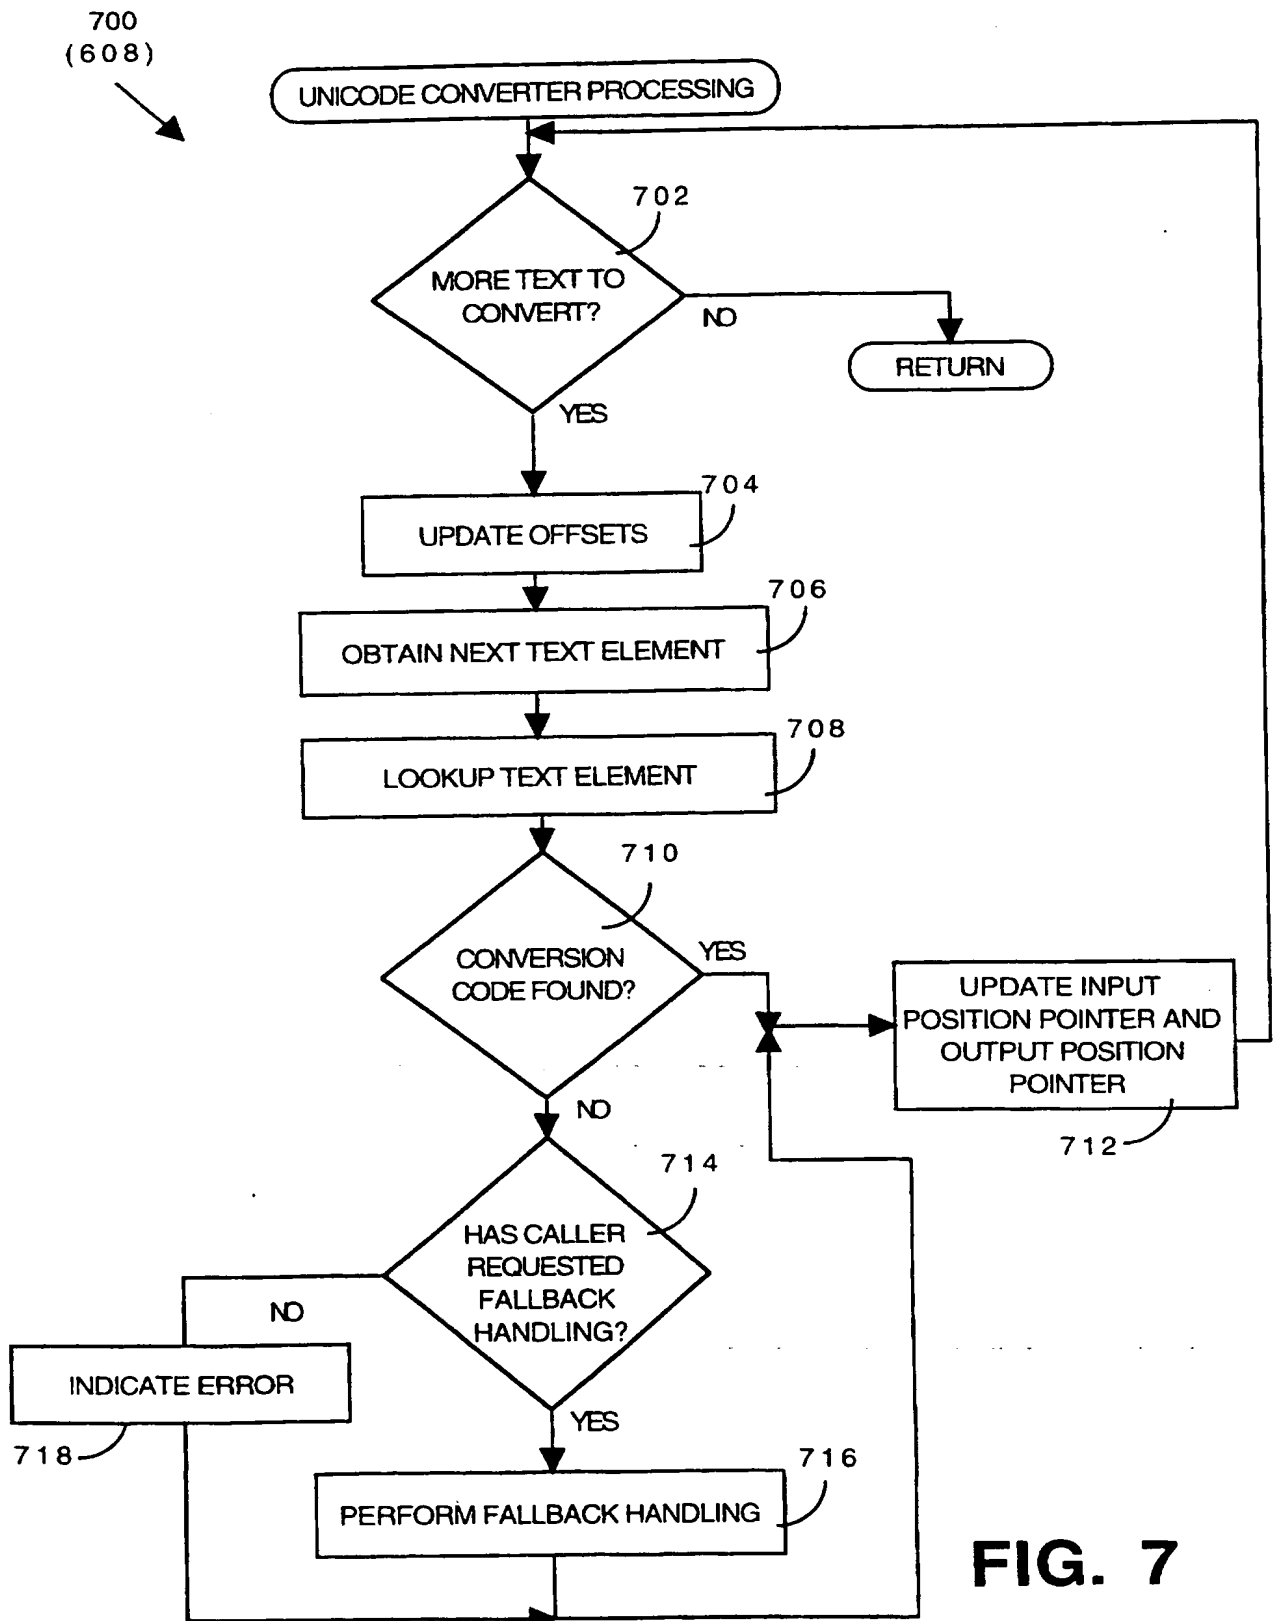 700
(608)
UNICODE CONVERTER PROCESSING
702
MORE TEXT TO
CONVERT?
NO
RETURN
YES
704
UPDATE OFFSETS
706
OBTAIN NEXT TEXT ELEMENT
708
LOOKUP TEXT ELEMENT
710
CONVERSION
CODE FOUND?
YES
UPDATE INPUT
POSITION POINTER AND
OUTPUT POSITION
POINTER
712
NO
714
HAS CALLER
REQUESTED
FALLBACK
HANDLING?
NO
INDICATE ERROR
718
YES
716
PERFORM FALLBACK HANDLING
FIG. 7